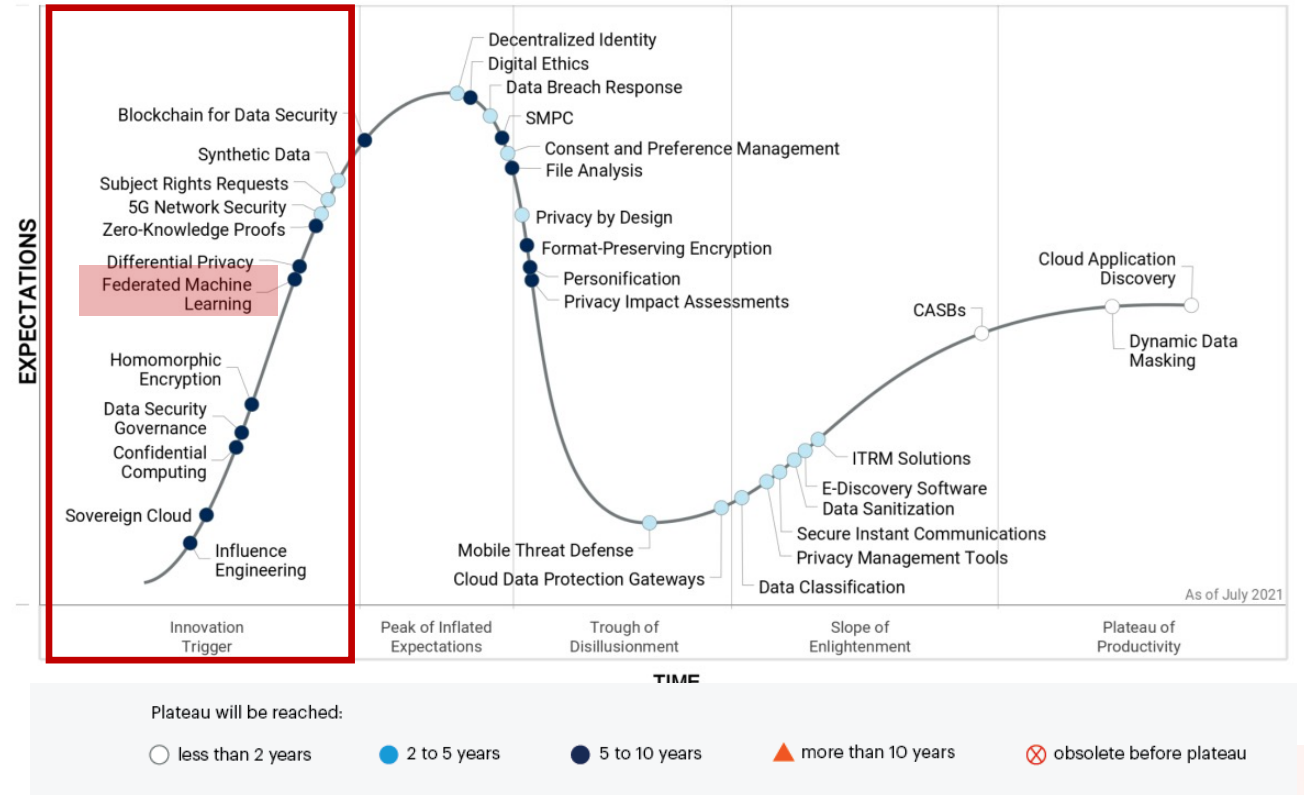 Decentralized Identity
Digital Ethics
Data Breach Response
Blockchain for Data Security
SMPC
Synthetic Data
Consent and Preference Management
File Analysis
Subject Rights Requests
5G Network Security
Zero-Knowledge Proofs
Privacy by Design
Format-Preserving Encryption
Differential Privacy
Personification
Federated Machine
Learning
Privacy Impact Assessments
Cloud Application
Discovery
CASBs
Dynamic Data
Masking
EXPECTATIONS
Homomorphic
Encryption
Data Security
Governance
Confidential
Computing
ITRM Solutions
E-Discovery Software
Data Sanitization
Sovereign Cloud
Secure Instant Communications
Influence
Engineering
Mobile Threat Defense
Privacy Management Tools
Cloud Data Protection Gateways
Data Classification
As of July 2021
Innovation
Trigger
Peak of Inflated
Expectations
Trough of
Disillusionment
Slope of
Enlightenment
Plateau of
Productivity
TIME
Plateau will be reached:
less than 2 years
2 to 5 years
5 to 10 years
more than 10 years
obsolete before plateau